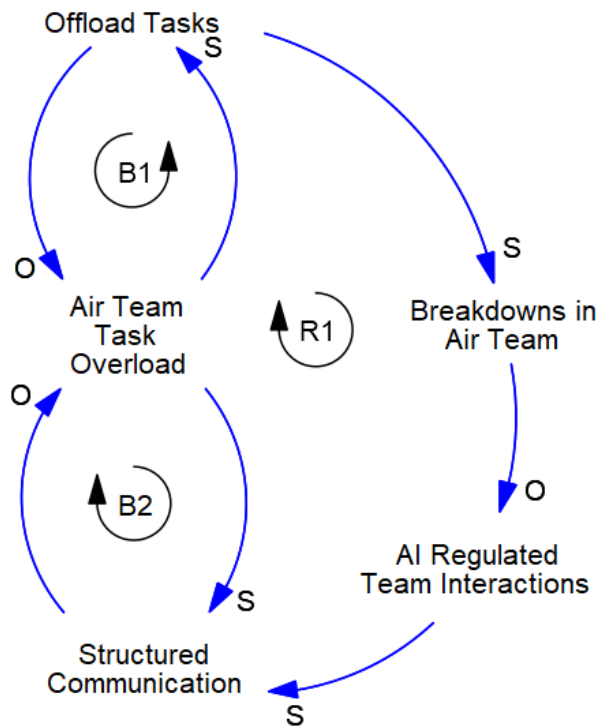 Offload Tasks
S
B1
O
S
Air Team
Task
Overload
R1
Breakdowns in
Air Team
O
B2
O
AI Regulated
Team Interactions
S
Structured
Communication
S